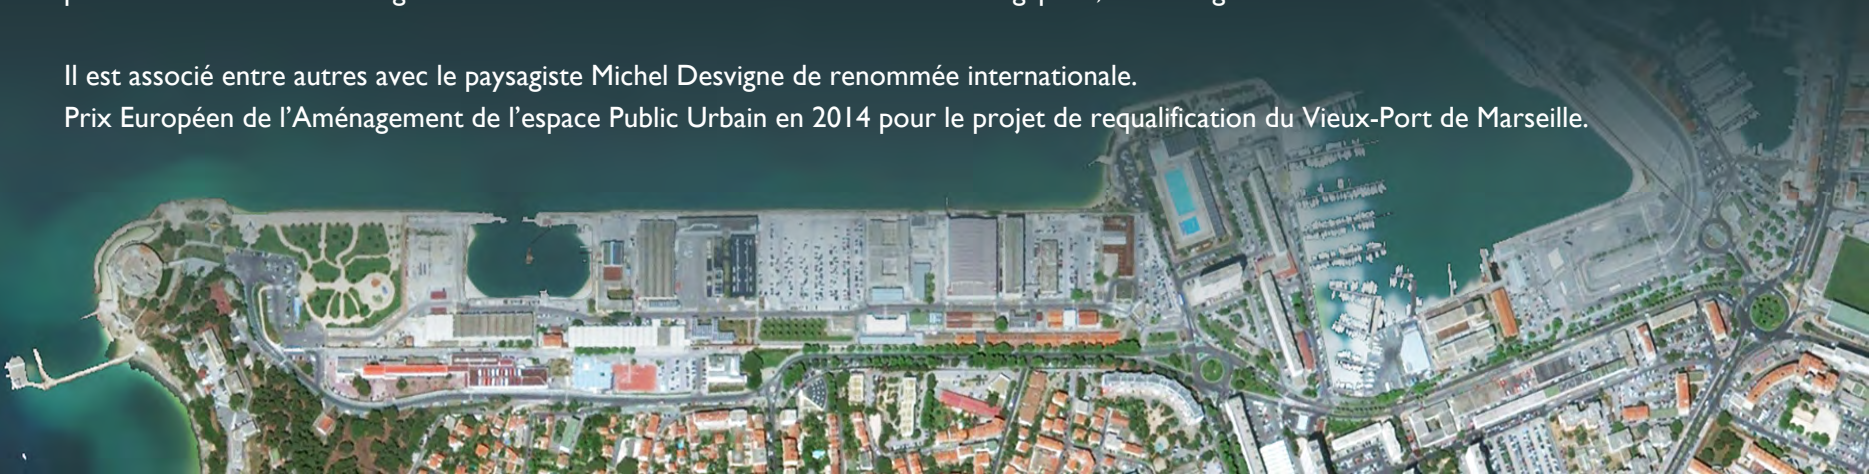 Il est associé entre autres avec le paysagiste Michel Desvigne de renommée internationale.
Prix Européen de l’Aménagement de l’espace Public Urbain en 2014 pour le projet de requalification du Vieux-Port de Marseille.